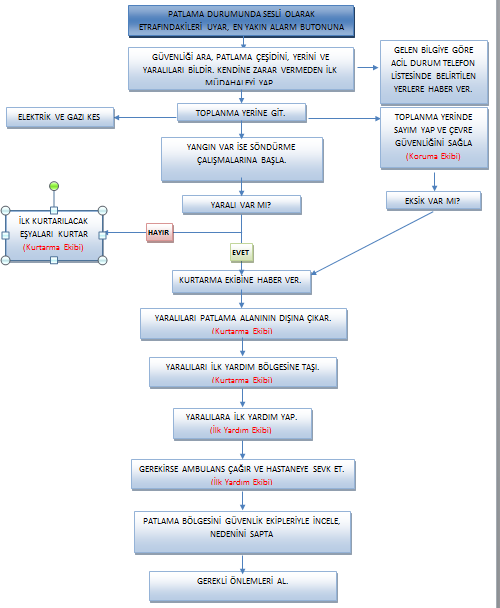 PATLAMA DURUMUNDA SESLİ OLARAK
ETRAFINDAKİLERİ UYAR, EN YAKIN ALARM BUTONUNA
GÜVENLİĞİ ARA, PATLAMA ÇEŞİDİNİ, YERİNİ VE
YARALILARI BİLDİR. KENDİNE ZARAR VERMEDEN İLK
MÜDAHALEYİ YAP
GELEN BİLGİYE GÖRE
ACİL DURUM TELEFON
LİSTESİNDE BELİRTİLEN
YERLERE HABER VER.
ELEKTRİK VE GAZI KES
TOPLANMA YERİNE GİT.
TOPLANMA YERİNDE
SAYIM YAP VE ÇEVRE
GÜVENLİĞİNİ SAĞLA
(Koruma Ekibi)
YANGIN VAR İSE SÖNDÜRME
ÇALIŞMALARINA BAŞLA.
YARALI VAR MI?
EKSİK VAR MI?
İLK KURTARILACAK
EŞYALARI KURTAR
(Kurtarma Ekibi)
HAYIR
EVET
KURTARMA EKİBİNE HABER VER.
YARALILARI PATLAMA ALANININ DIŞINA ÇIKAR.
(Kurtarma Ekibi)
YARALILARI İLK YARDIM BÖLGESİNE TAŞI.
(Kurtarma Ekibi)
YARALILARA İLK YARDIM YAP.
(İlk Yardım Ekibi)
GEREKİRSE AMBULANS ÇAĞIR VE HASTANEYE SEVK ET.
(İlk Yardım Ekibi)
PATLAMA BÖLGESİNİ GÜVENLİK EKİPLERİYLE İNCELE,
NEDENİNİ SAPTA
GEREKLİ ÖNLEMLERİ AL.